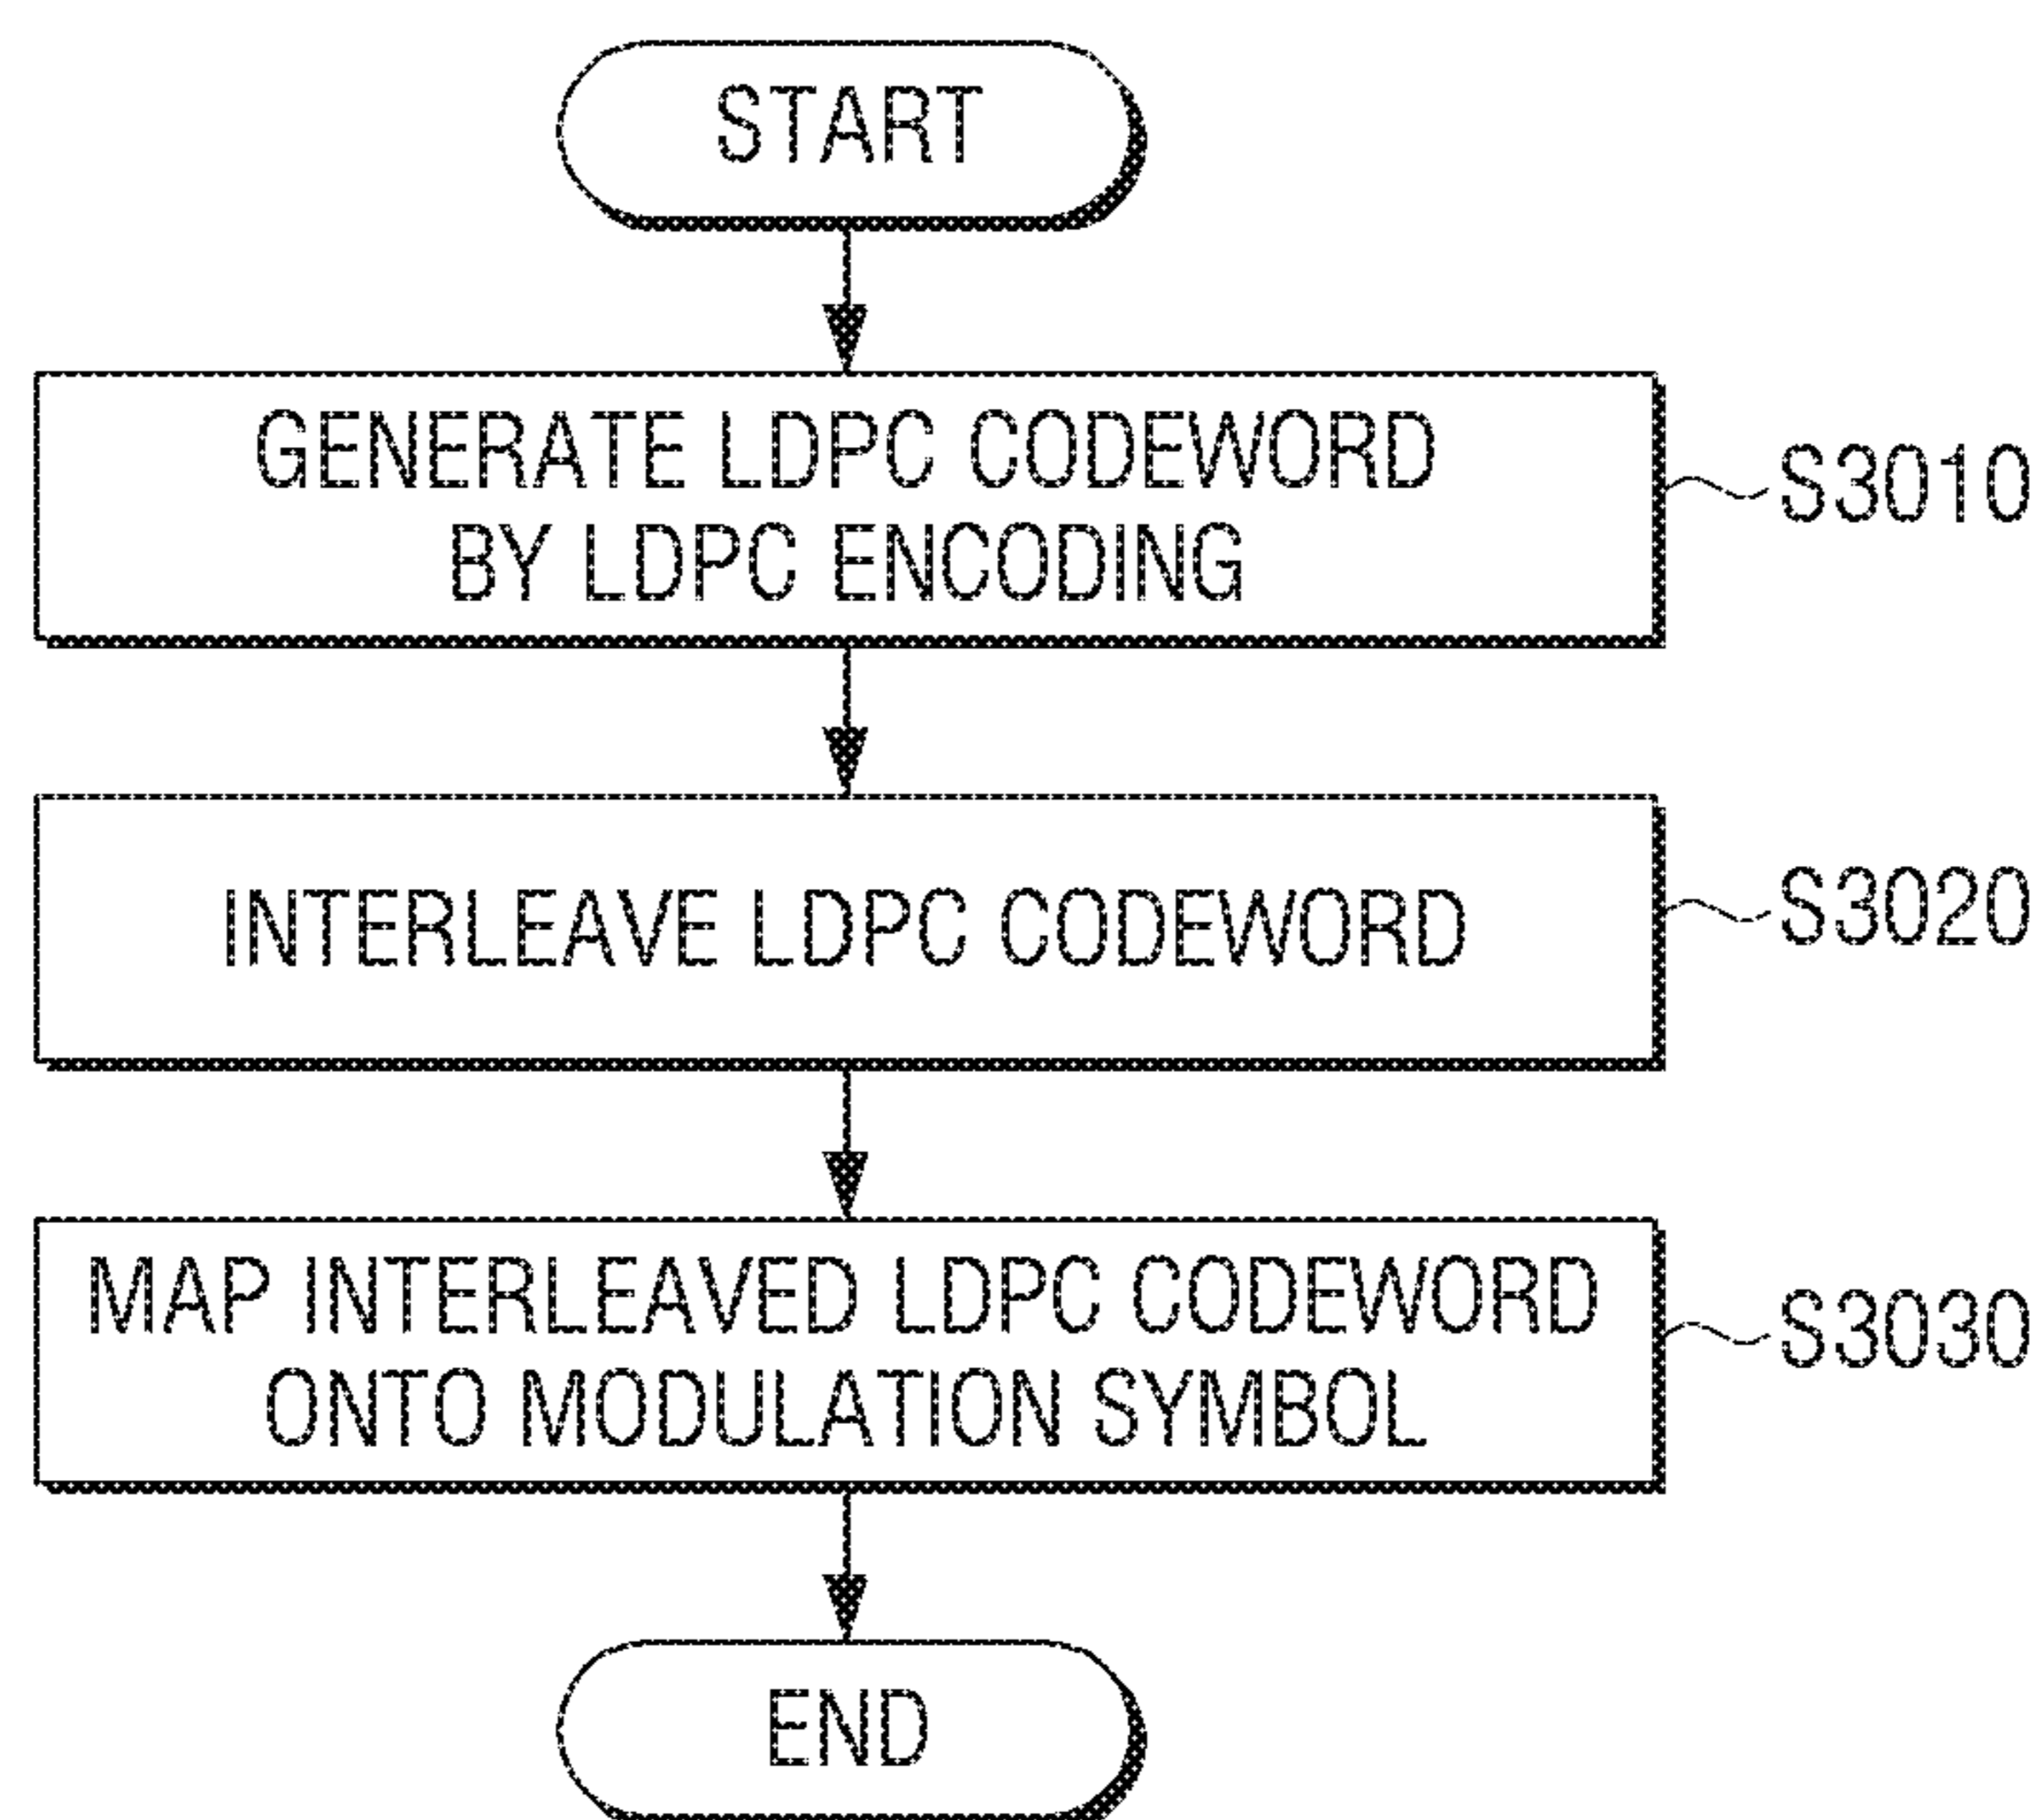 START
GENERATE LDPC CODEWORD
BY LDPC ENCODING
S3010
INTERLEAVE LDPC CODEWORD
S3020
MAP INTERLEAVED LDPC CODEWORD
ONTO MODULATION SYMBOL
S3030
END